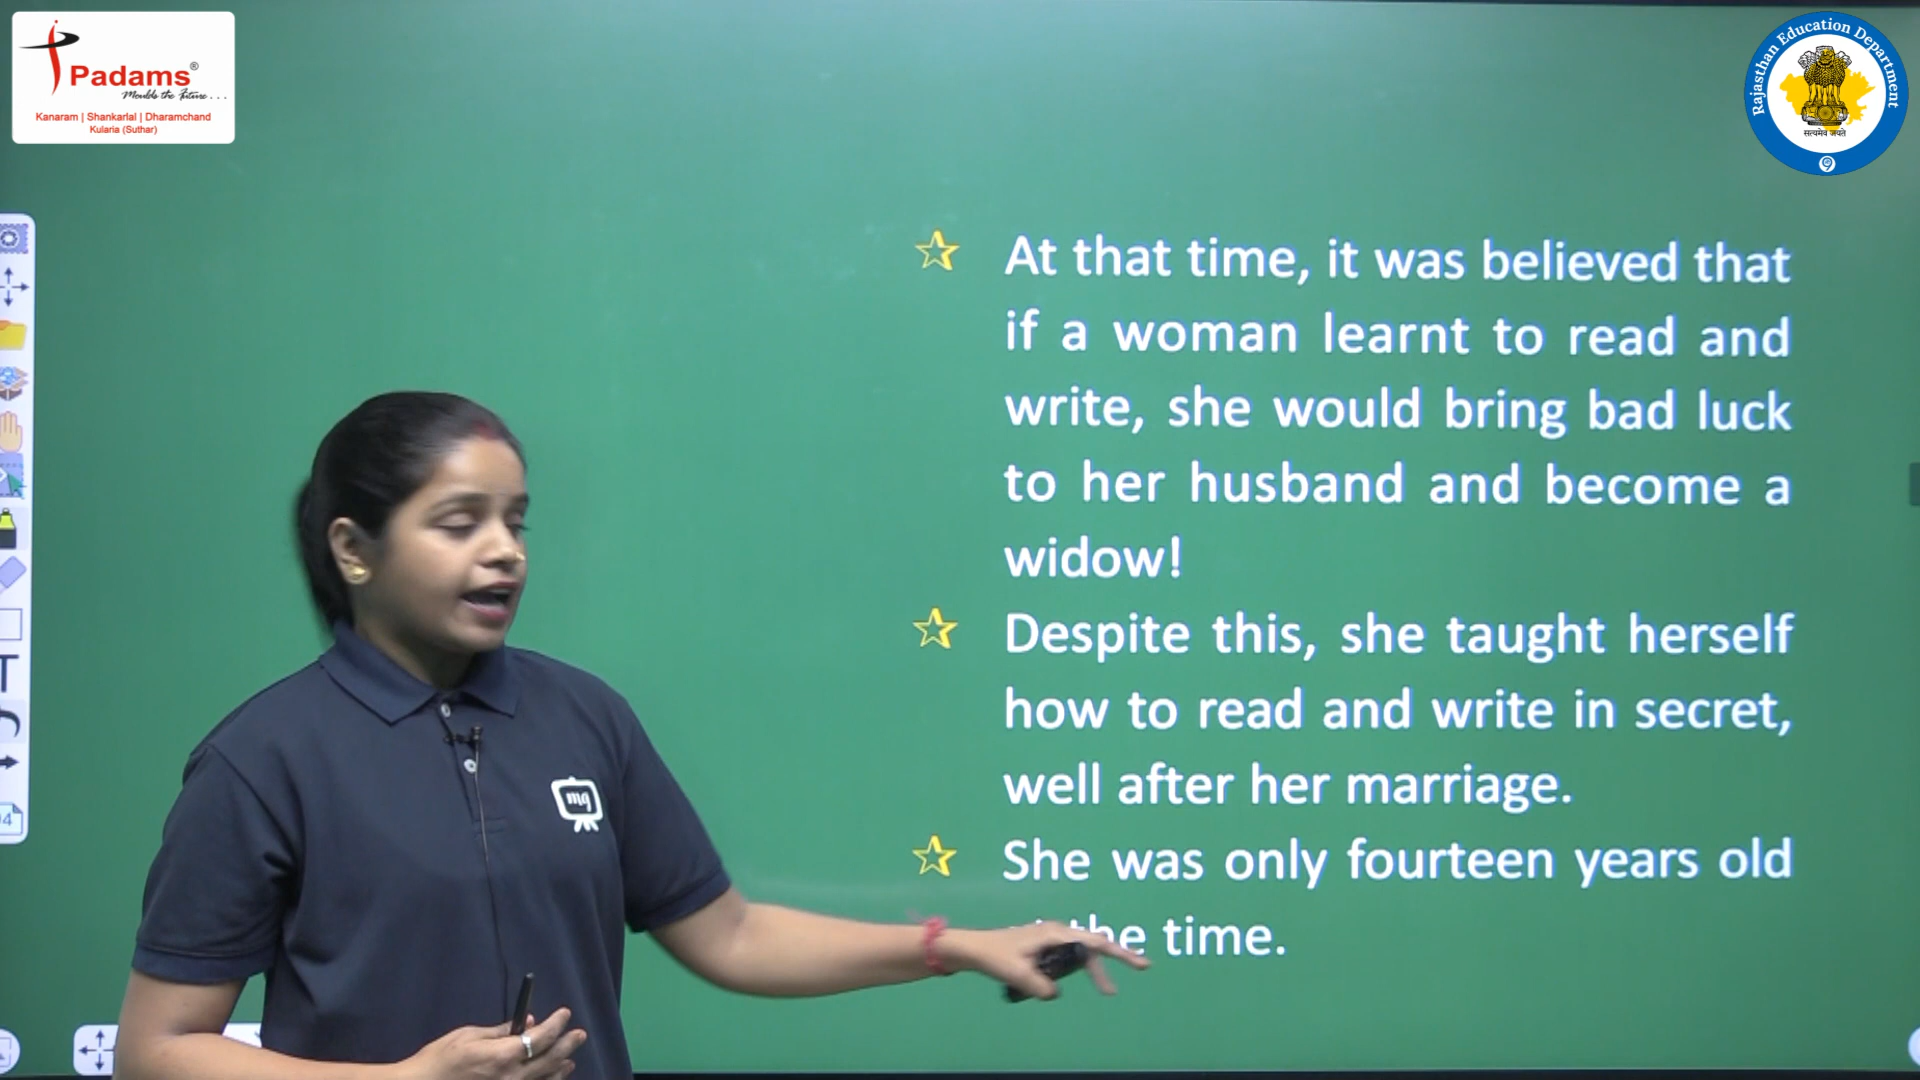 Padams®
Moulds the Future...
Kanaram | Shankarlal | Dharamchand
Kularia (Suthar)
Rajasthan Education Department
सत्यमेव जयते
At that time, it was believed that
if a woman learnt to read and
write, she would bring bad luck
to her husband and become a
widow!
Despite this, she taught herself
how to read and write in secret,
well after her marriage.
She was only fourteen years old
the time.
mg
T